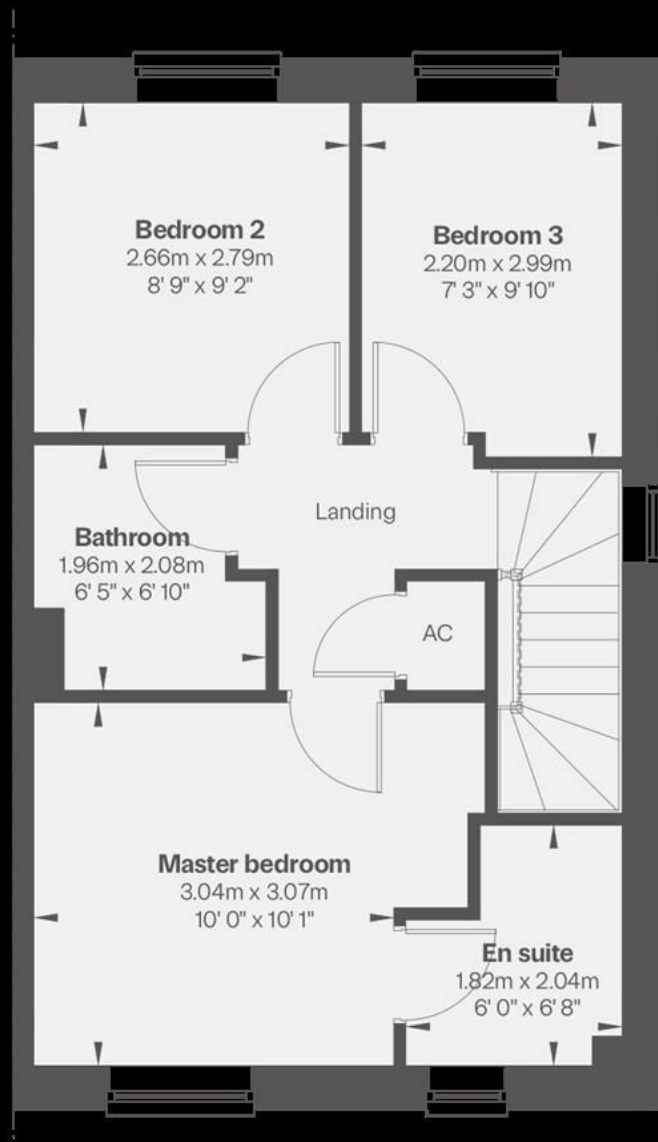 Bedroom 2
2.66m x 2.79m
8' 9" x 9' 2"
Bedroom 3
2.20m x 2.99m
7' 3" x 9' 10"
Landing
Bathroom
1.96m x 2.08m
6' 5" x 6' 10"
AC
Master bedroom
3.04m x 3.07m
10' 0" x 10' 1"
En suite
1.82m x 2.04m
6' 0" x 6' 8"